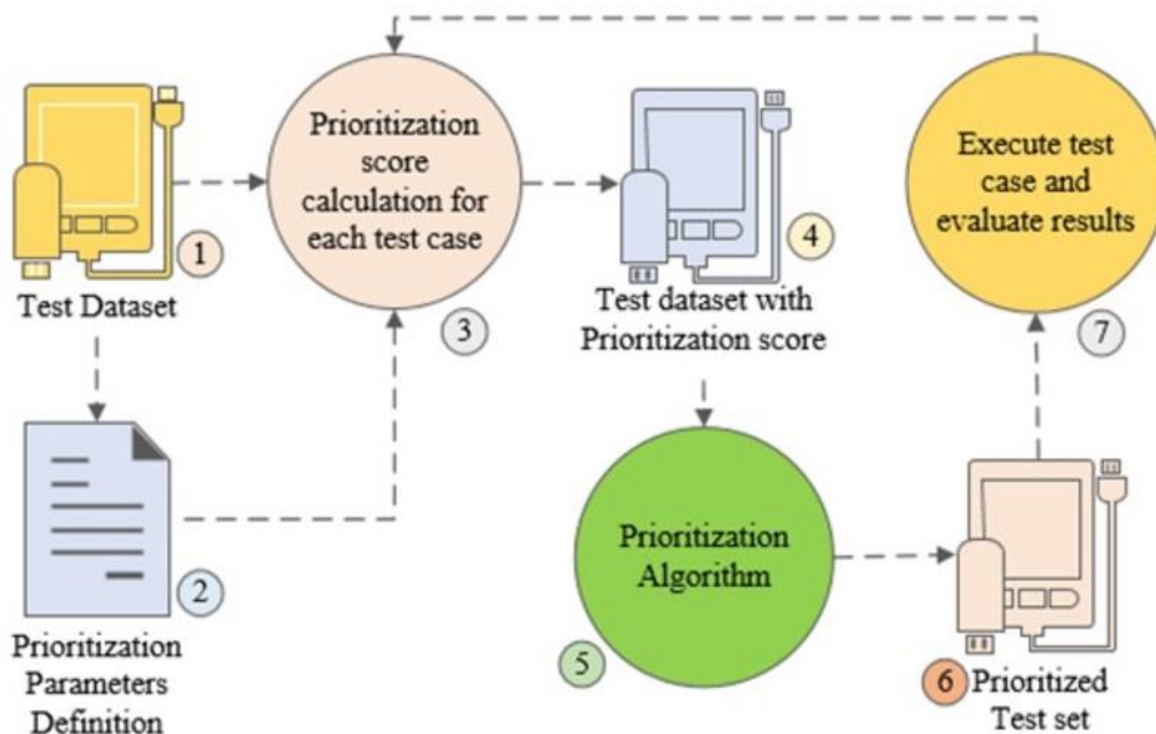 1
Test Dataset
2
Prioritization
Parameters
Definition
Prioritization
score
calculation for
each test case
3
4
Test dataset with
Prioritization score
Prioritization
Algorithm
5
6
Prioritized
Test set
Execute test
case and
evaluate results
7